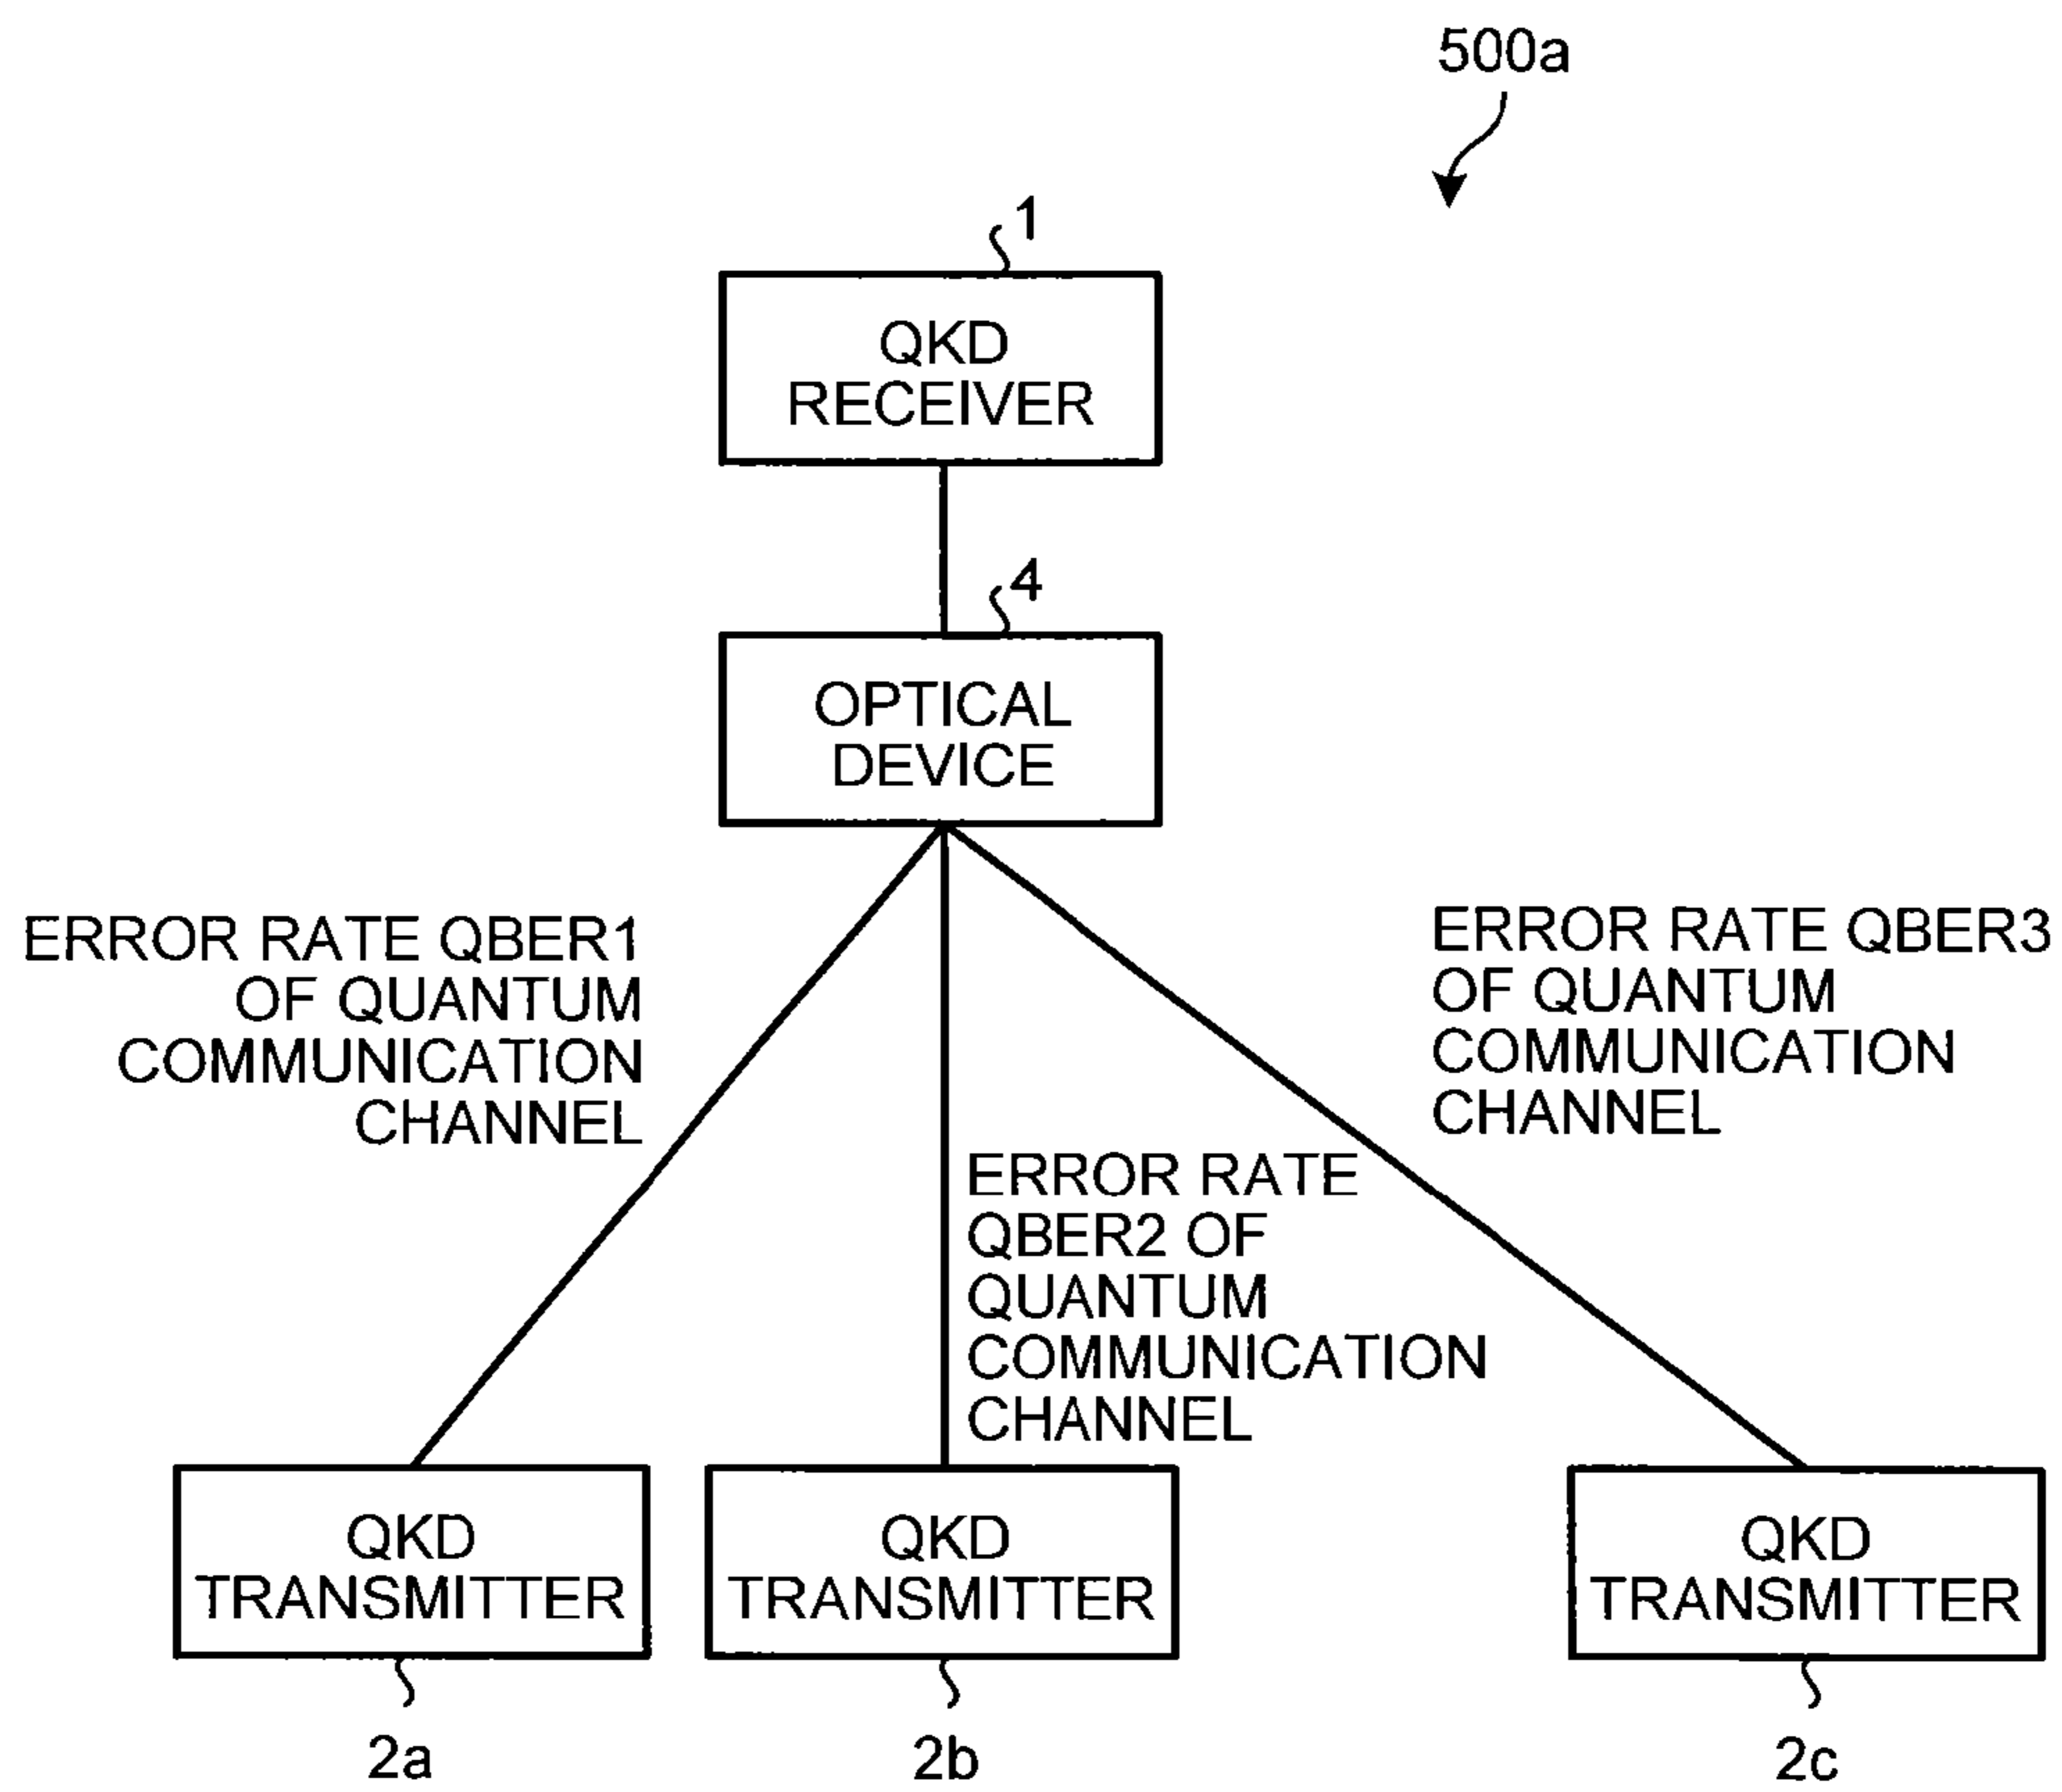 500a
1
QKD
RECEIVER
4
OPTICAL
DEVICE
ERROR RATE QBER1
OF QUANTUM
COMMUNICATION
CHANNEL
ERROR RATE
QBER2 OF
QUANTUM
COMMUNICATION
CHANNEL
ERROR RATE QBER3
OF QUANTUM
COMMUNICATION
CHANNEL
QKD
TRANSMITTER
2a
QKD
TRANSMITTER
2b
QKD
TRANSMITTER
2c